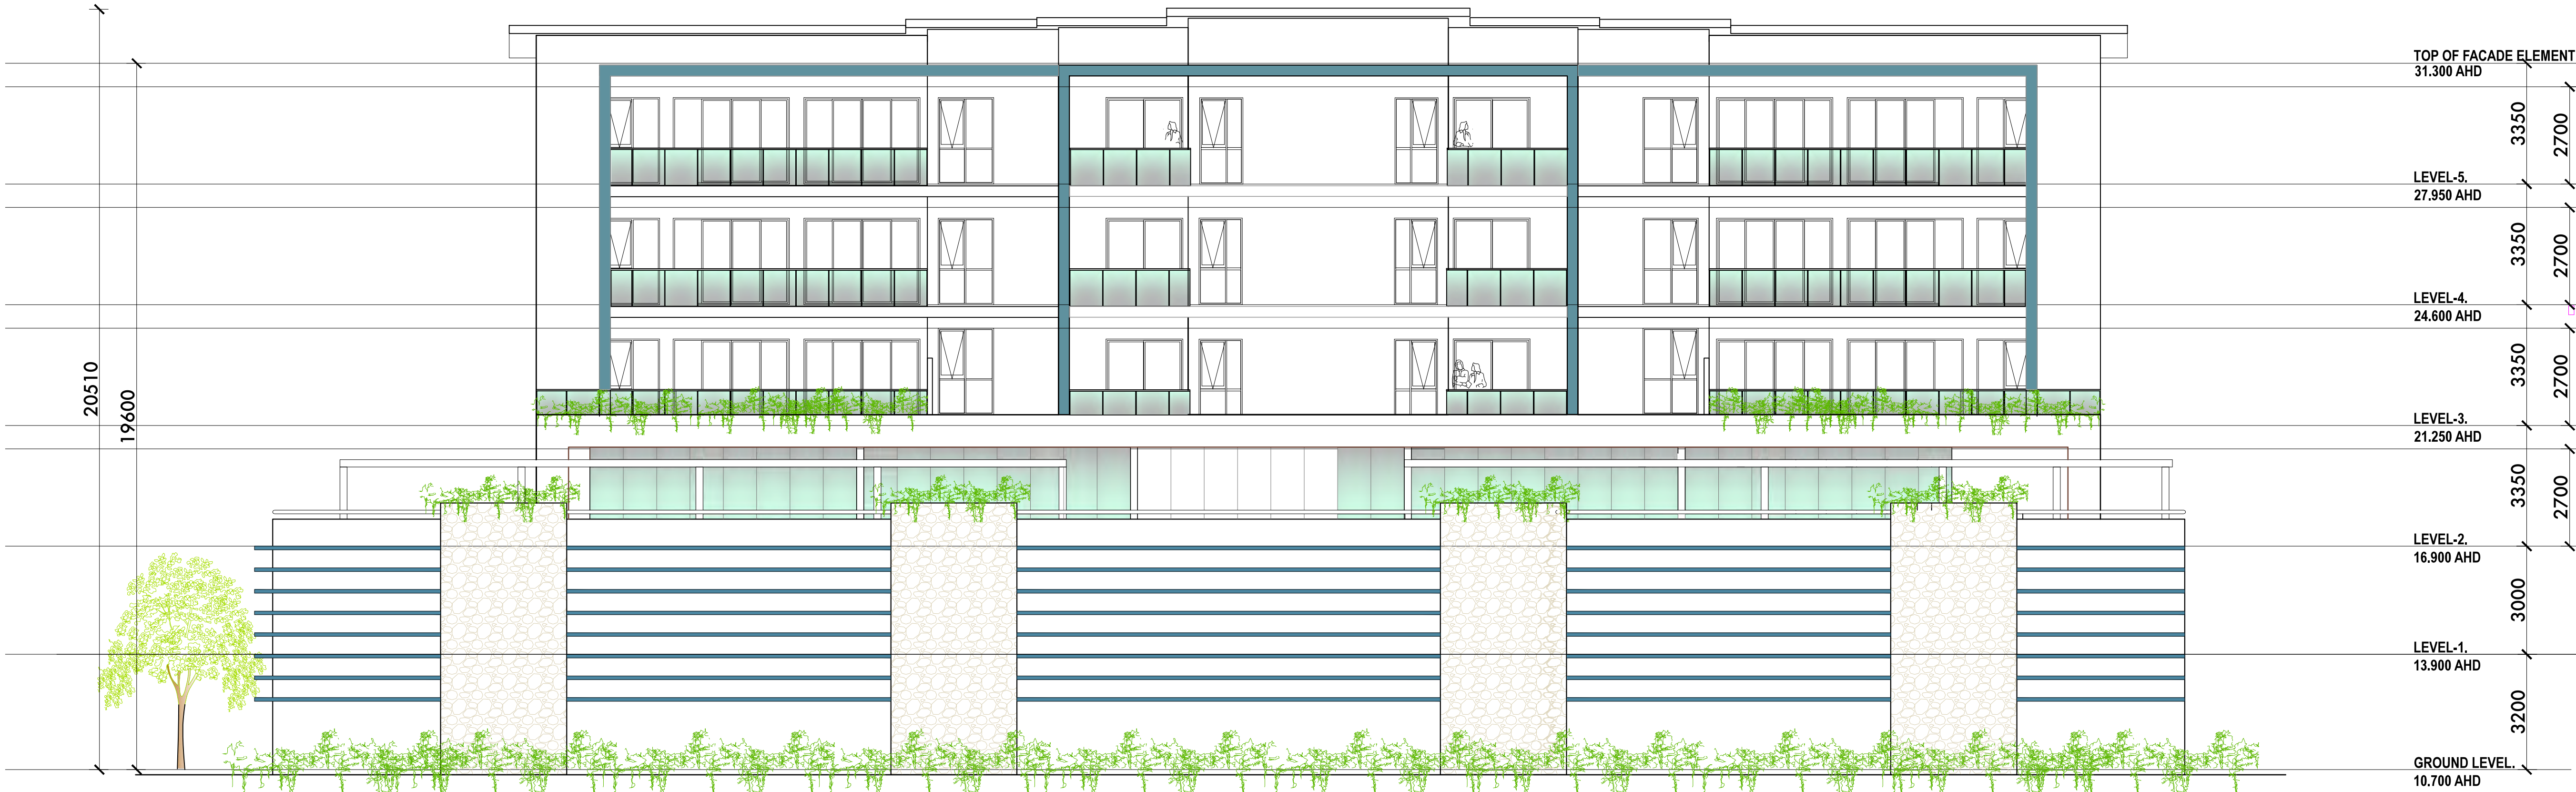 20510
19600
TOP OF FACADE ELEMENT
31.300 AHD
3350
2700
LEVEL-5.
27.950 AHD
3350
2700
LEVEL-4.
24.600 AHD
3350
2700
LEVEL-3.
21.250 AHD
3350
2700
LEVEL-2.
16.900 AHD
3000
LEVEL-1.
13.900 AHD
3200
GROUND LEVEL.
10.700 AHD